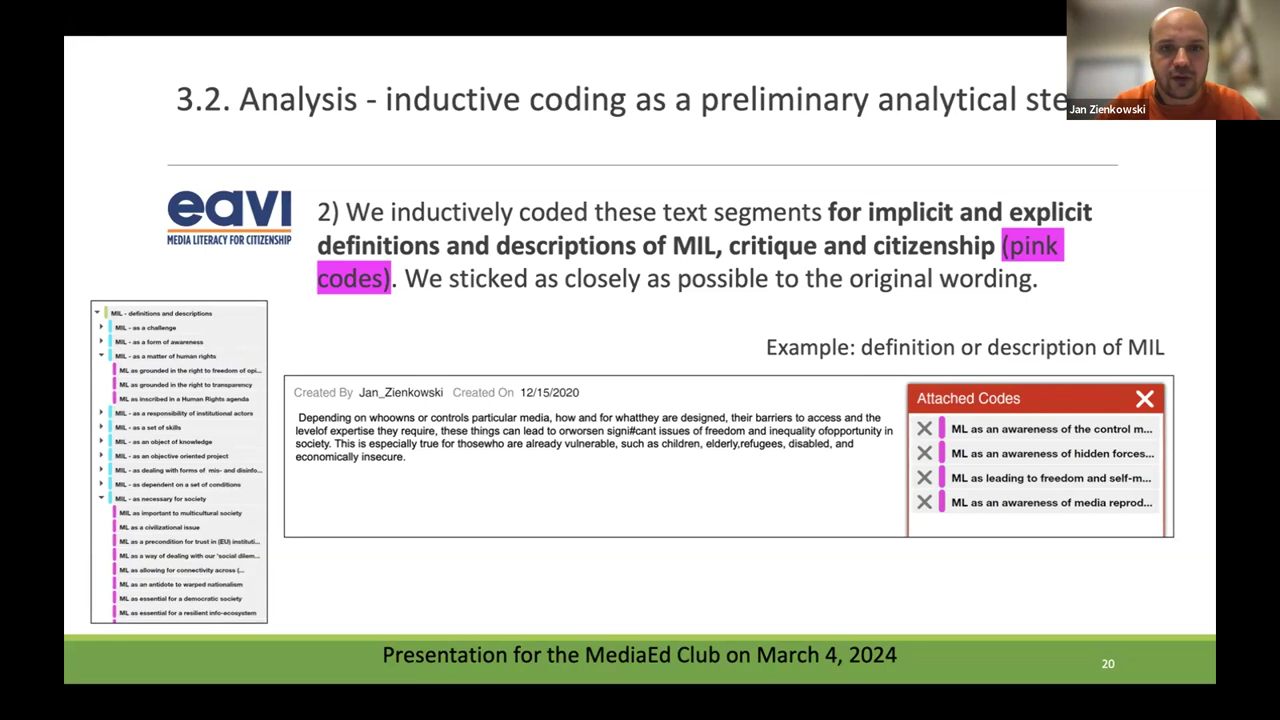 3.2. Analysis - inductive coding as a preliminary analytical ste
Jan Zienkowski
eavi
MEDIA LITERACY FOR CITIZENSHIP
2) We inductively coded these text segments for implicit and explicit
definitions and descriptions of MIL, critique and citizenship (pink
codes). We sticked as closely as possible to the original wording.
MIL - definitions and descriptions
MIL - as a challenge
MIL - as a form of awareness
MIL - as a matter of human rights
ML as grounded in the right to freedom of opi...
ML as grounded in the right to transparency
ML as inscribed in a Human Rights agenda
MIL - as a responsibility of institutional actors
MIL - as a set of skills
MIL - as an object of knowledge
MIL - as an objective oriented project
MIL - as dealing with forms of mis- and disinfo...
MIL - as dependent on a set of conditions
MIL - as necessary for society
ML as important to multicultural society
ML as a civilizational issue
ML as a precondition for trust in (EU) instituti...
ML as a way of dealing with our 'social dilem...
ML as allowing for connectivity across (...
ML as an antidote to warped nationalism
ML as essential for a democratic society
ML as essential for a resilient info-ecosystem
Example: definition or description of MIL
Created By Jan_Zienkowski Created On 12/15/2020
Depending on whoowns or controls particular media, how and for whatthey are designed, their barriers to access and the
levelof expertise they require, these things can lead to orworsen signi#cant issues of freedom and inequality ofopportunity in
society. This is especially true for thosewho are already vulnerable, such as children, elderly,refugees, disabled, and
economically insecure.
Attached Codes
ML as an awareness of the control m...
ML as an awareness of hidden forces...
ML as leading to freedom and self-m...
ML as an awareness of media reprod...
Presentation for the MediaEd Club on March 4, 2024
20